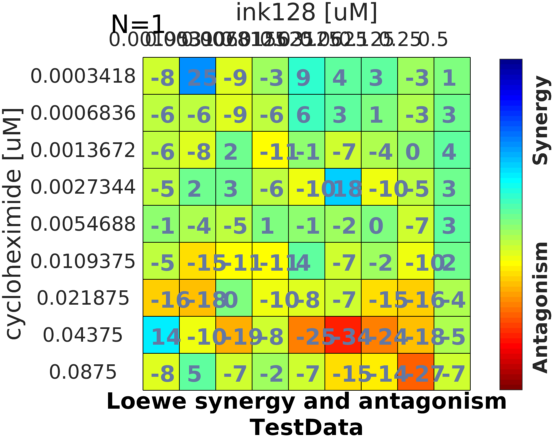 ink128 [uM]
N=1
0.5
0.0003418 -8 25 -9 -3 9 4 3 -3 1
0.0006836 -6 -6 -9 -6 6 3 1 -3 3
0.0013672 -6 -8 2 -11 -1 -7 -4 0 4
0.0027344 -5 2 3 -6 -10 18 -10 -5 3
0.0054688 -1 -4 -5 1 -1 -2 0 -7 3
0.0109375 -5 -15 -11 -11 4 -7 -2 -10 2
0.021875 -16 -18 0 -10 -8 -7 -15 -16 -4
0.04375 14 -10 -19 -8 -25 -34 -24 -18 -5
0.0875 -8 5 -7 -2 -7 -15 -14 -27 -7
cycloheximide [uM]
Synergy
Antagonism
Loewe synergy and antagonism
TestData